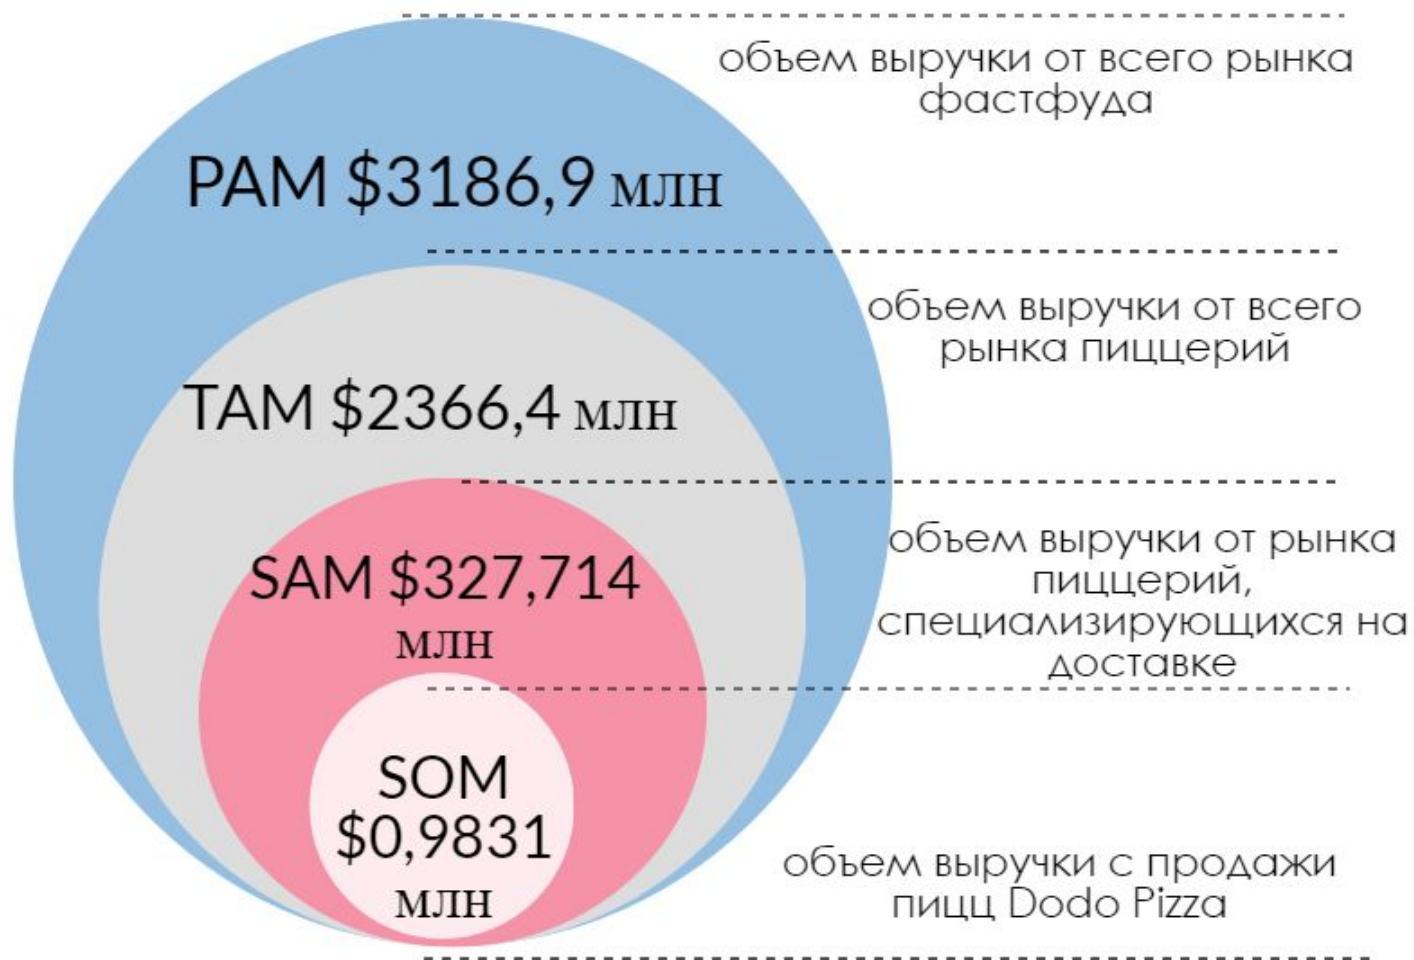 объем выручки от всего рынка
фастфуда
PAM $3186,9 млн
объем выручки от всего
рынка пиццерий
TAM $2366,4 млн
объем выручки от рынка
пиццерий,
специализирующихся на
доставке
SAM $327,714
млн
SOM
$0,9831
млн
объем выручки с продажи
пицц Dodo Pizza